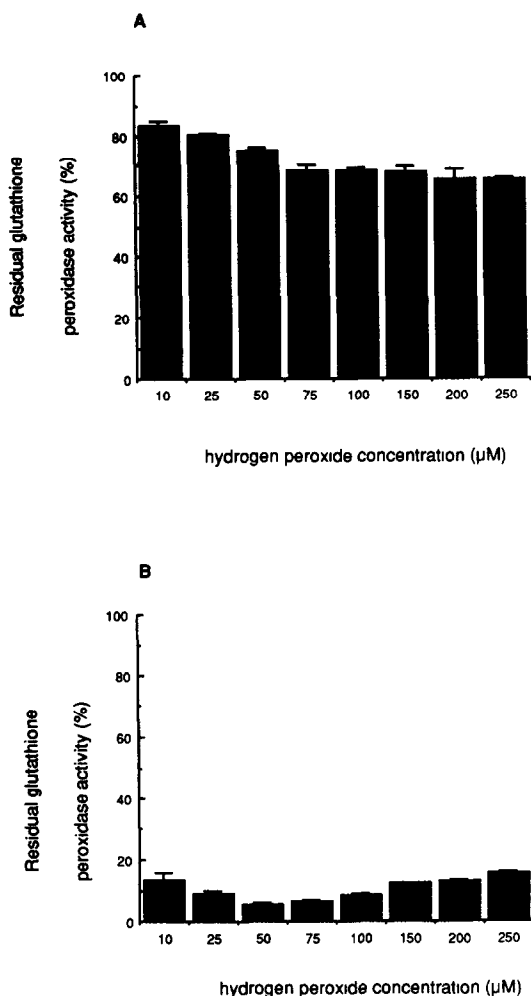 A
100
80
60
40
20
0
Residual glutathione
peroxidase activity (%)
10 25 50 75 100 150 200 250
hydrogen peroxide concentration (µM)
B
100
80
60
40
20
0
Residual glutathione
peroxidase activity (%)
10 25 50 75 100 150 200 250
hydrogen peroxide concentration (µM)